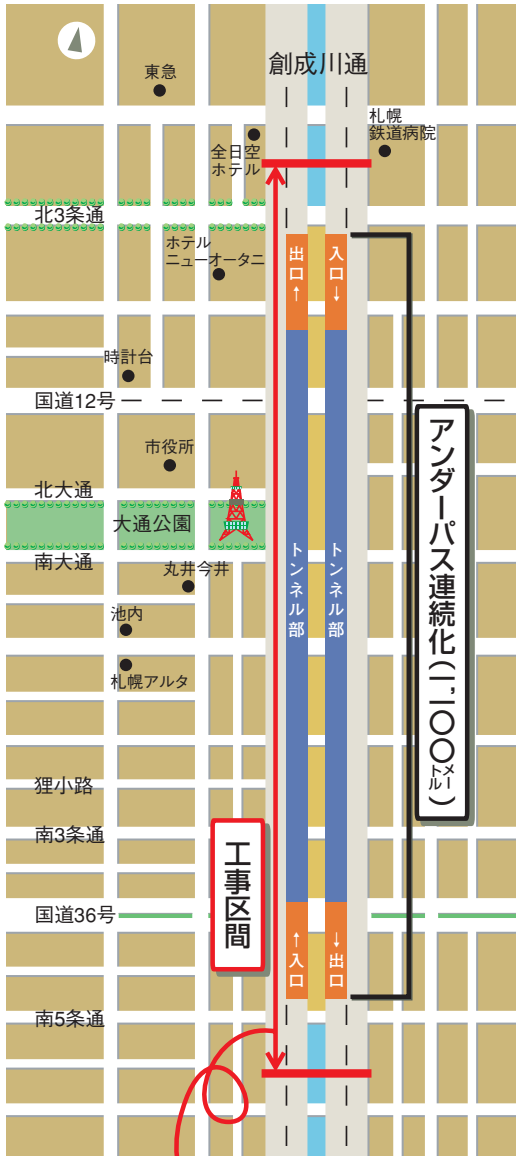 創成川通
東急
札幌
鉄道病院
全日空
ホテル
北3条通
ホテル
ニューオータニ
出口↑
入口↓
時計台
国道12号
市役所
北大通
大通公園
南大通
丸井今井
池内
札幌アルタ
トンネル部
トンネル部
アンダーパス連続化(一,一〇〇メートル)
狸小路
南3条通
工事区間
国道36号
↑入口
↓出口
南5条通